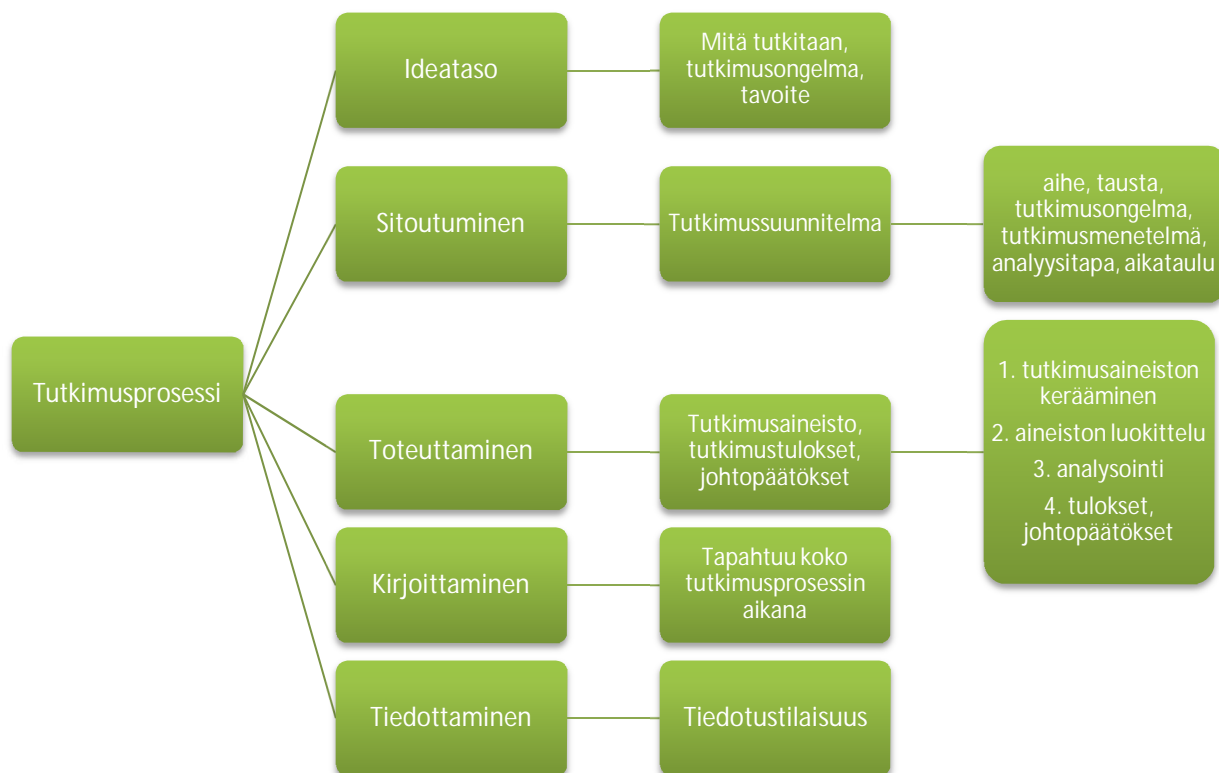 Tutkimusprosessi
Ideataso
Mitä tutkitaan,
tutkimusongelma,
tavoite
Sitoutuminen
Tutkimussuunnitelma
aihe, tausta,
tutkimusongelma,
tutkimusmenetelmä,
analyysitapa, aikataulu
Toteuttaminen
Tutkimusaineisto,
tutkimustulokset,
johtopäätökset
1. tutkimusaineiston
kerääminen
2. aineiston luokittelu
3. analysointi
4. tulokset,
johtopäätökset
Kirjoittaminen
Tapahtuu koko
tutkimusprosessin
aikana
Tiedottaminen
Tiedotustilaisuus